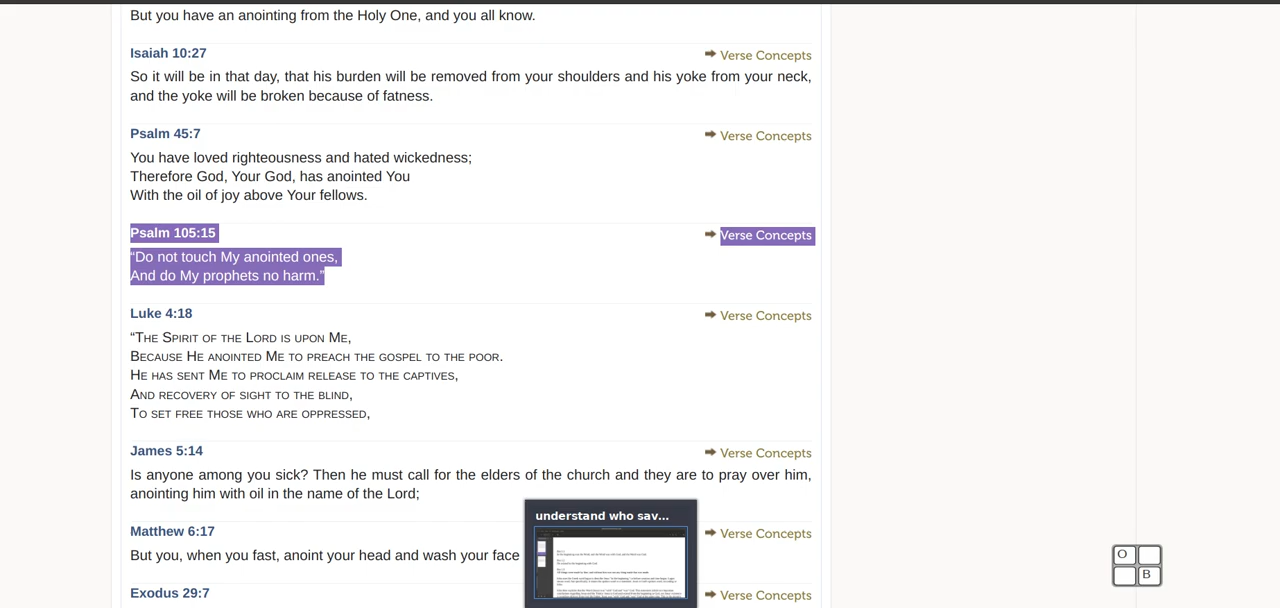 But you have an anointing from the Holy One, and you all know.
Isaiah 10:27
Verse Concepts
So it will be in that day, that his burden will be removed from your shoulders and his yoke from your neck,
and the yoke will be broken because of fatness.
Psalm 45:7
Verse Concepts
You have loved righteousness and hated wickedness;
Therefore God, Your God, has anointed You
With the oil of joy above Your fellows.
Psalm 105:15
Verse Concepts
“Do not touch My anointed ones,
And do My prophets no harm.”
Luke 4:18
Verse Concepts
“The Spirit of the Lord is upon Me,
Because He anointed Me to preach the gospel to the poor.
He has sent Me to proclaim release to the captives,
And recovery of sight to the blind,
To set free those who are oppressed,
James 5:14
Verse Concepts
Is anyone among you sick? Then he must call for the elders of the church and they are to pray over him,
anointing him with oil in the name of the Lord;
understand who sav...
Matthew 6:17
Verse Concepts
But you, when you fast, anoint your head and wash your face
Exodus 29:7
Verse Concepts
O
B